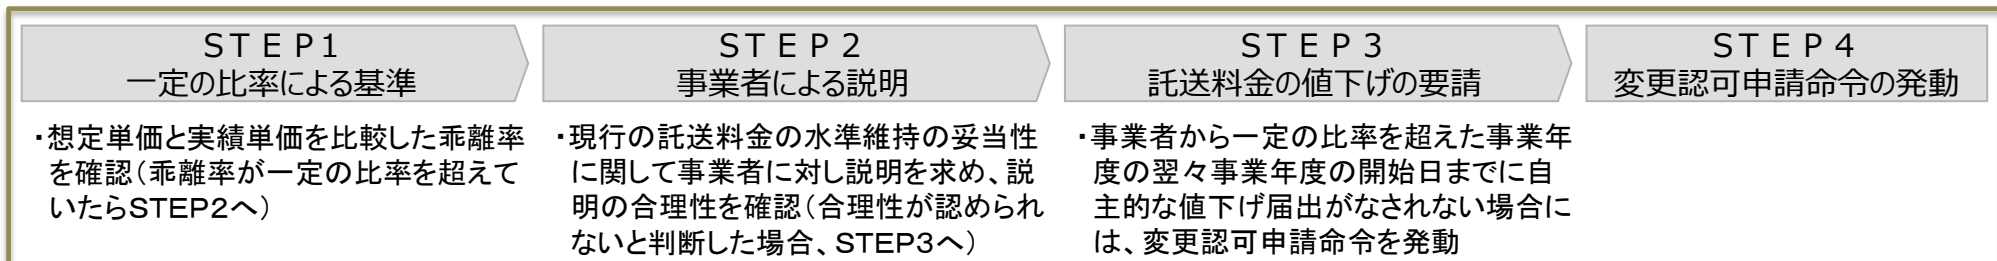 ＳＴＥＰ１
一定の比率による基準
・想定単価と実績単価を比較した乖離率
を確認（乖離率が一定の比率を超えて
いたらＳＴＥＰ２へ）
ＳＴＥＰ２
事業者による説明
・現行の託送料金の水準維持の妥当性
に関して事業者に対し説明を求め、説
明の合理性を確認（合理性が認められ
ないと判断した場合、ＳＴＥＰ３へ）
ＳＴＥＰ３
託送料金の値下げの要請
・事業者から一定の比率を超えた事業年
度の翌々事業年度の開始日までに自
主的な値下げ届出がなされない場合に
は、変更認可申請命令を発動
ＳＴＥＰ４
変更認可申請命令の発動